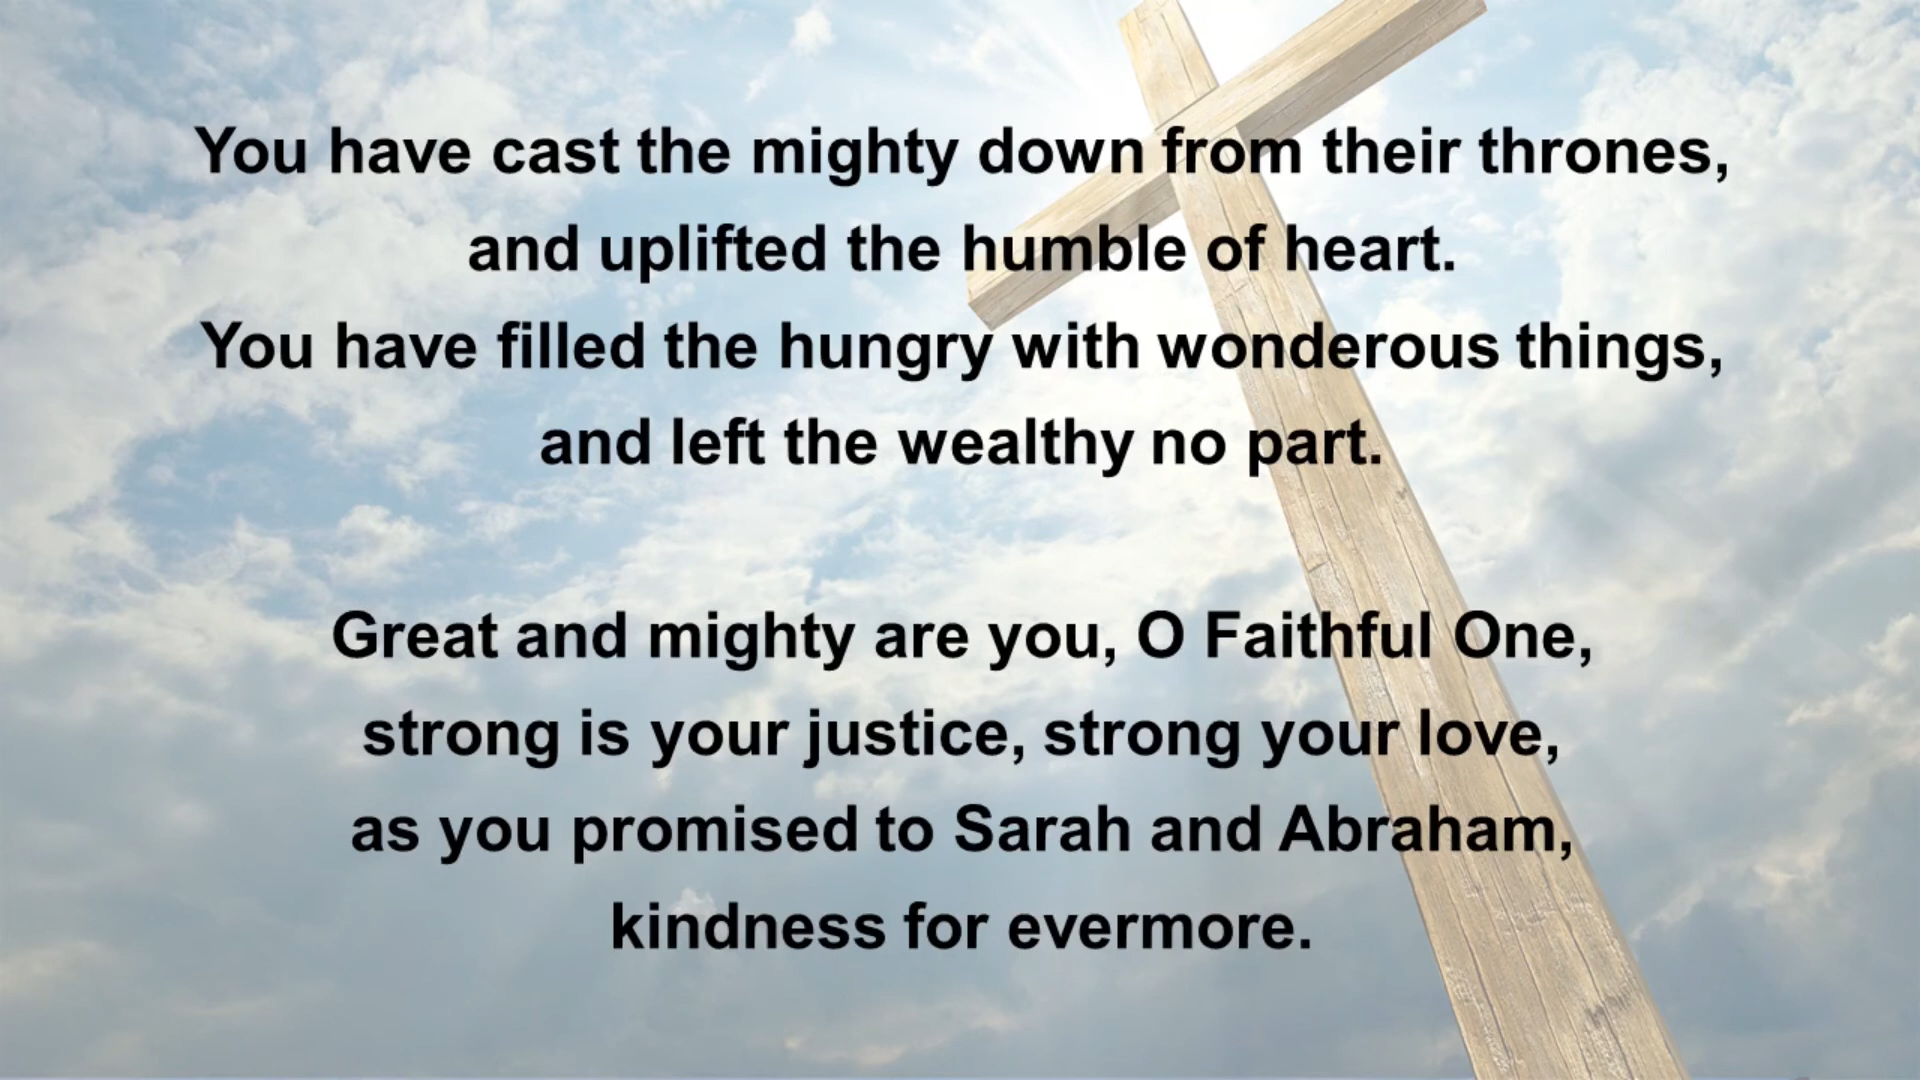 You have cast the mighty down from their thrones,
and uplifted the humble of heart.
You have filled the hungry with wonderous things,
and left the wealthy no part.
Great and mighty are you, O Faithful One,
strong is your justice, strong your love,
as you promised to Sarah and Abraham,
kindness for evermore.